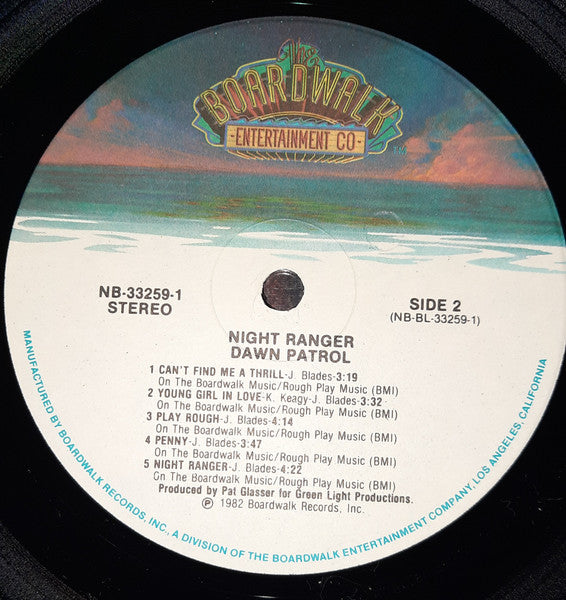 The
BOARDWALK
ENTERTAINMENT CO
NB-33259-1
STEREO
SIDE 2
(NB-BL-33259-1)
NIGHT RANGER
DAWN PATROL
1 CAN'T FIND ME A THRILL-J. Blades-3:19
On The Boardwalk Music/Rough Play Music (BMI)
2 YOUNG GIRL IN LOVE-K. Keagy-J. Blades-3:32
On The Boardwalk Music/Rough Play Music (BMI)
3 PLAY ROUGH-J. Blades-4:14
On The Boardwalk Music/Rough Play Music (BMI)
4 PENNY-J. Blades-3:47
On The Boardwalk Music/Rough Play Music (BMI)
5 NIGHT RANGER-J. Blades-4:22
On The Boardwalk Music/Rough Play Music (BMI)
Produced by Pat Glasser for Green Light Productions.
Ⓟ 1982 Boardwalk Records, Inc.
MANUFACTURED BY BOARDWALK RECORDS, INC., A DIVISION OF THE BOARDWALK ENTERTAINMENT COMPANY, LOS ANGELES, CALIFORNIA